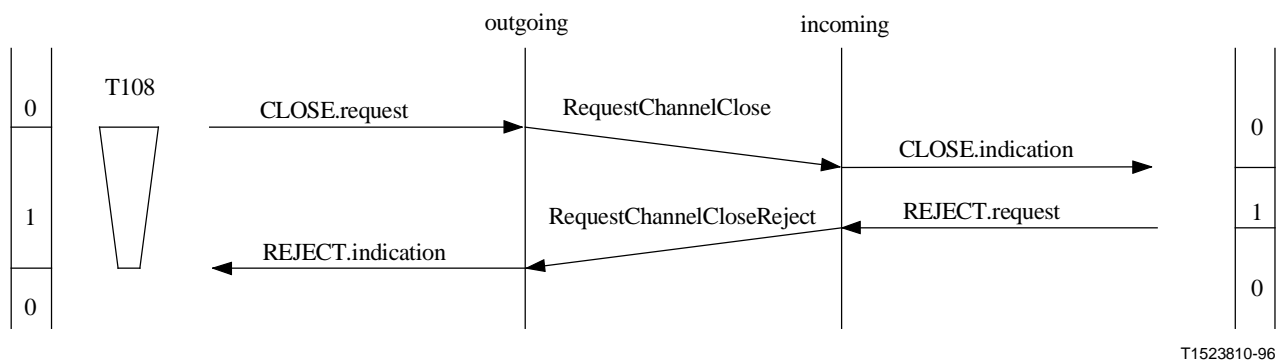 outgoing
incoming
T108
0
CLOSE.request
RequestChannelClose
0
CLOSE.indication
1
RequestChannelCloseReject
REJECT.request
1
REJECT.indication
0
0
T1523810-96